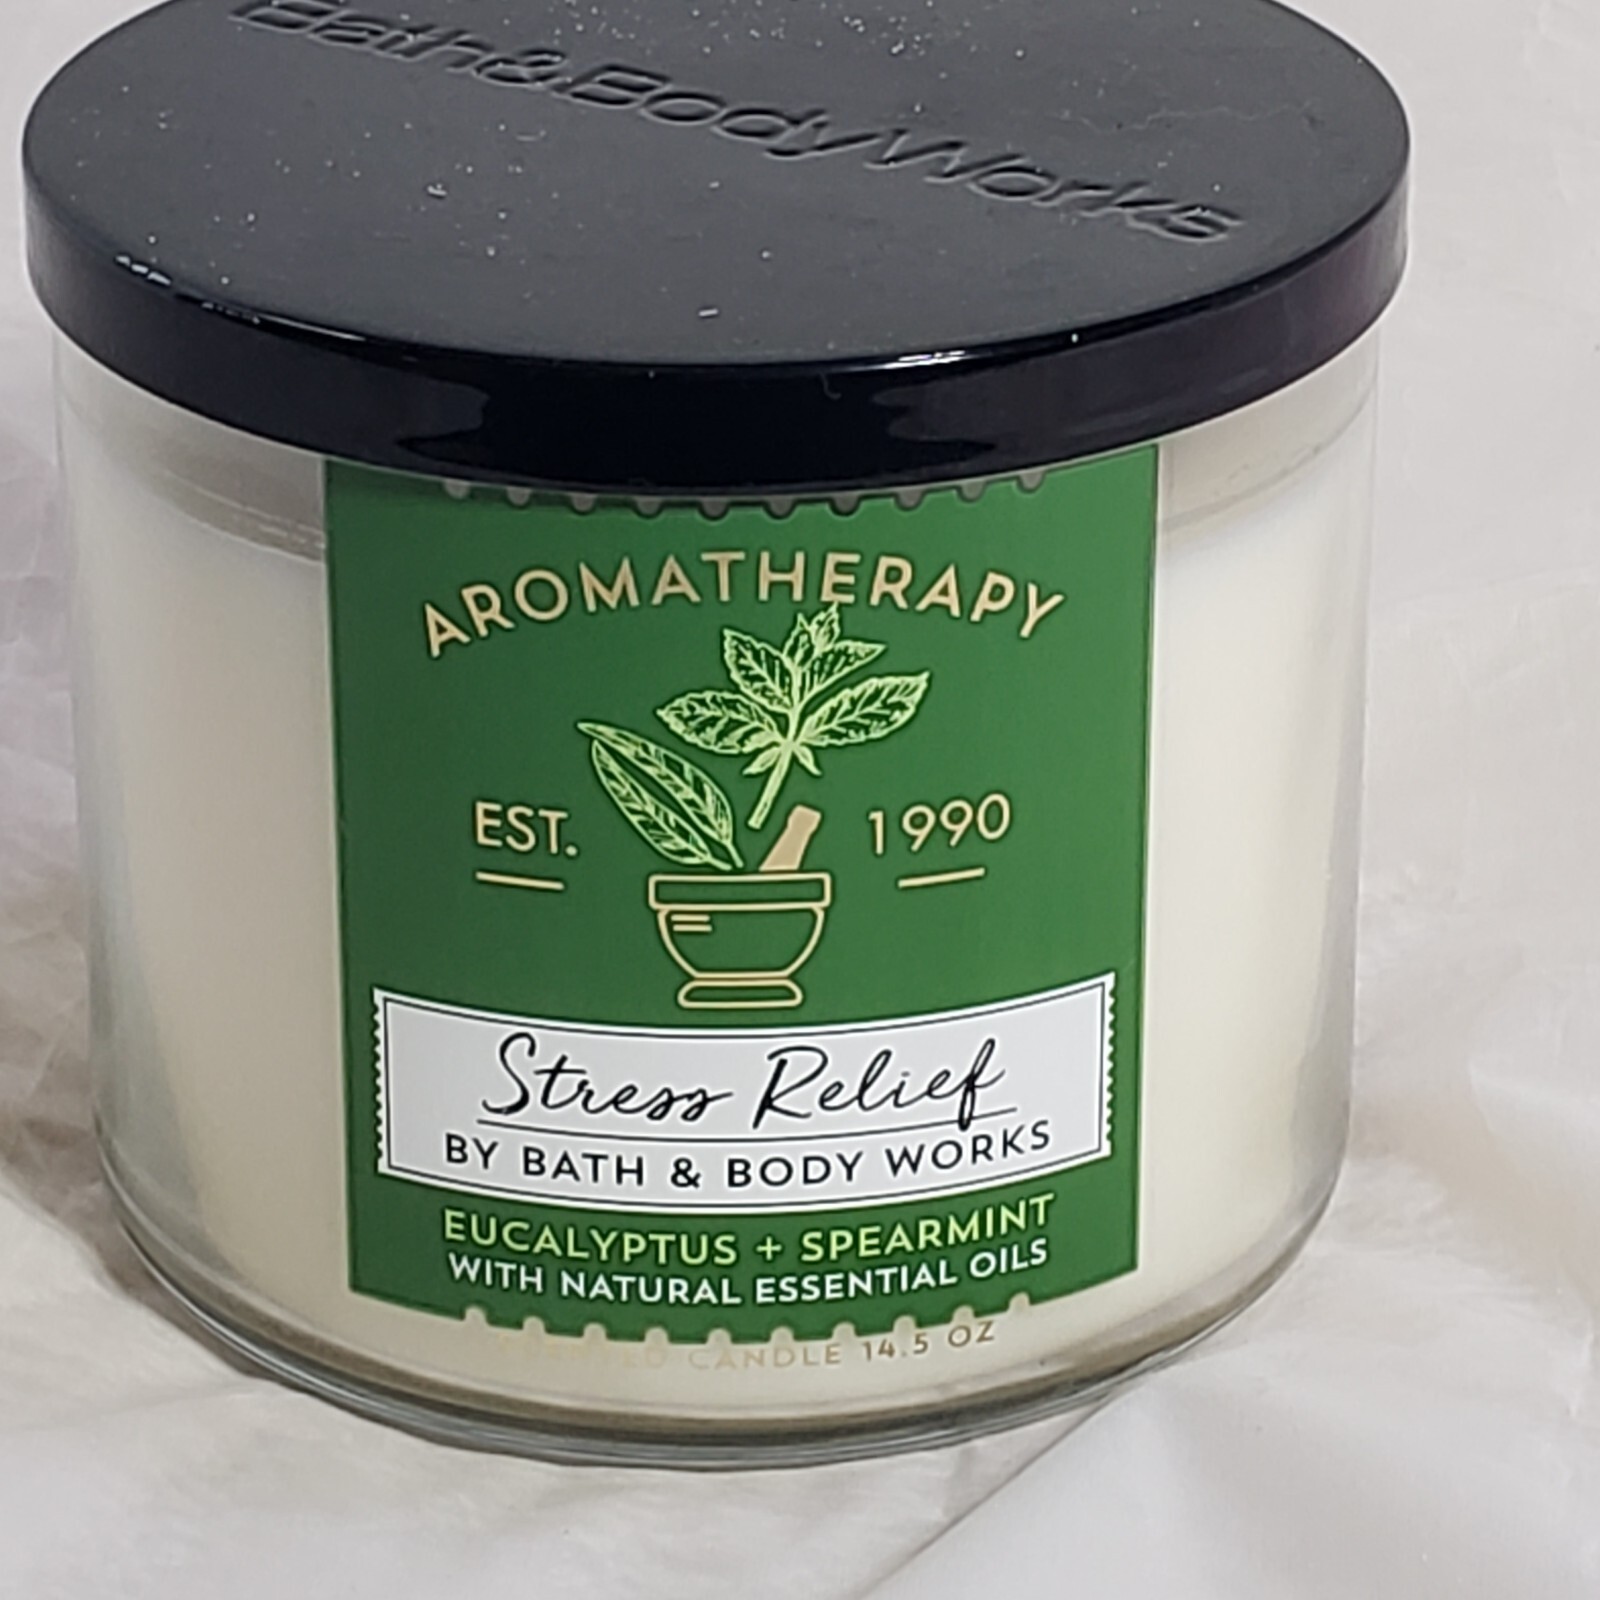 Bath&BodyWorks
AROMATHERAPY
EST. 1990
Stress Relief
BY BATH & BODY WORKS
EUCALYPTUS + SPEARMINT
WITH NATURAL ESSENTIAL OILS
CANDLE 14.5 OZ